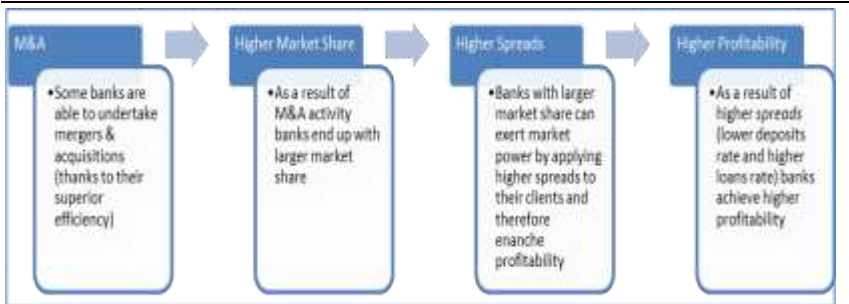 M&A
•Some banks are
able to undertake
mergers &
acquisitions
(thanks to their
superior
efficiency)
Higher Market Share
•As a result of
M&A activity
banks end up with
larger market
share
Higher Spreads
•Banks with larger
market share can
exert market
power by applying
higher spreads to
their clients and
therefore
enanche
profitability
Higher Profitability
•As a result of
higher spreads
(lower deposits
rate and higher
loans rate) banks
achieve higher
profitability